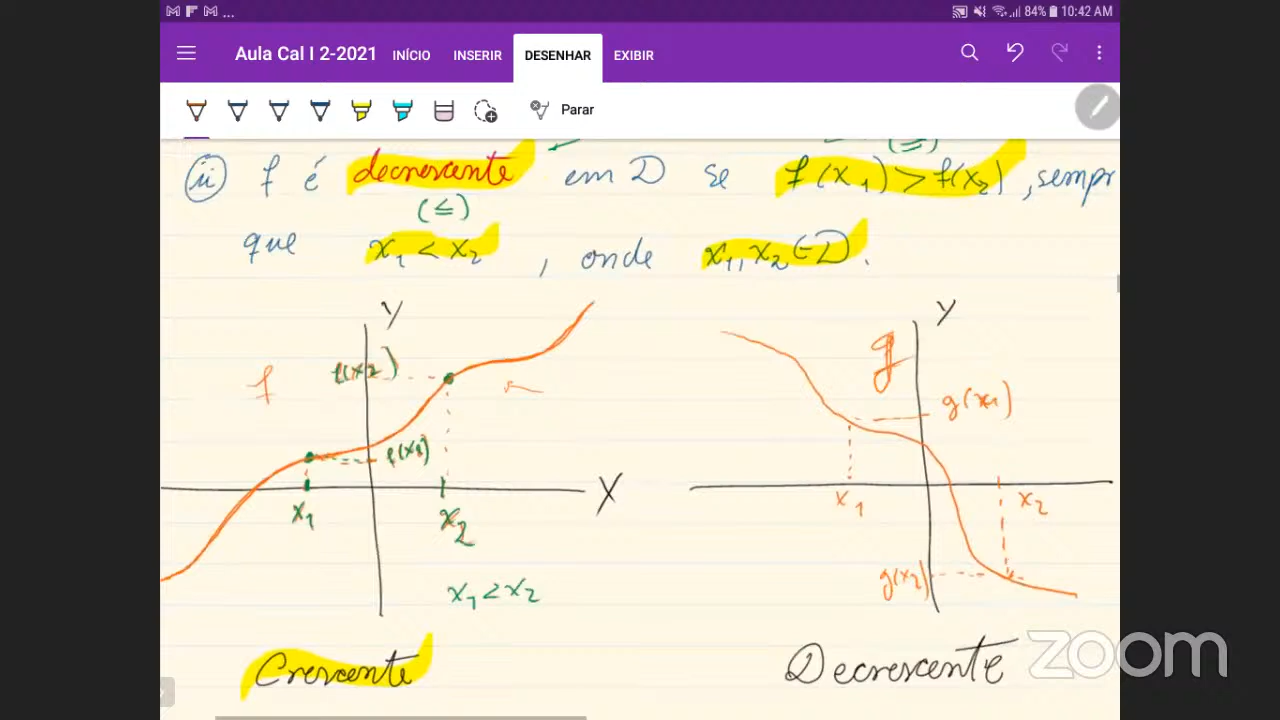 ... 84% 10:42 AM
Aula Cal I 2-2021 INÍCIO INSERIR DESENHAR EXIBIR
Parar
(≤)
(ii) f é decrescente em D se f(x₁) > f(x₂), sempr
(≤)
que x₁ < x₂, onde x₁, x₂ ∈ D.
y y
f f(x₂) g g(x₁)
f(x₁)
x₁ x₂ X x₁ x₂
x₁ < x₂ g(x₂)
Crescente Decrescente
zoom